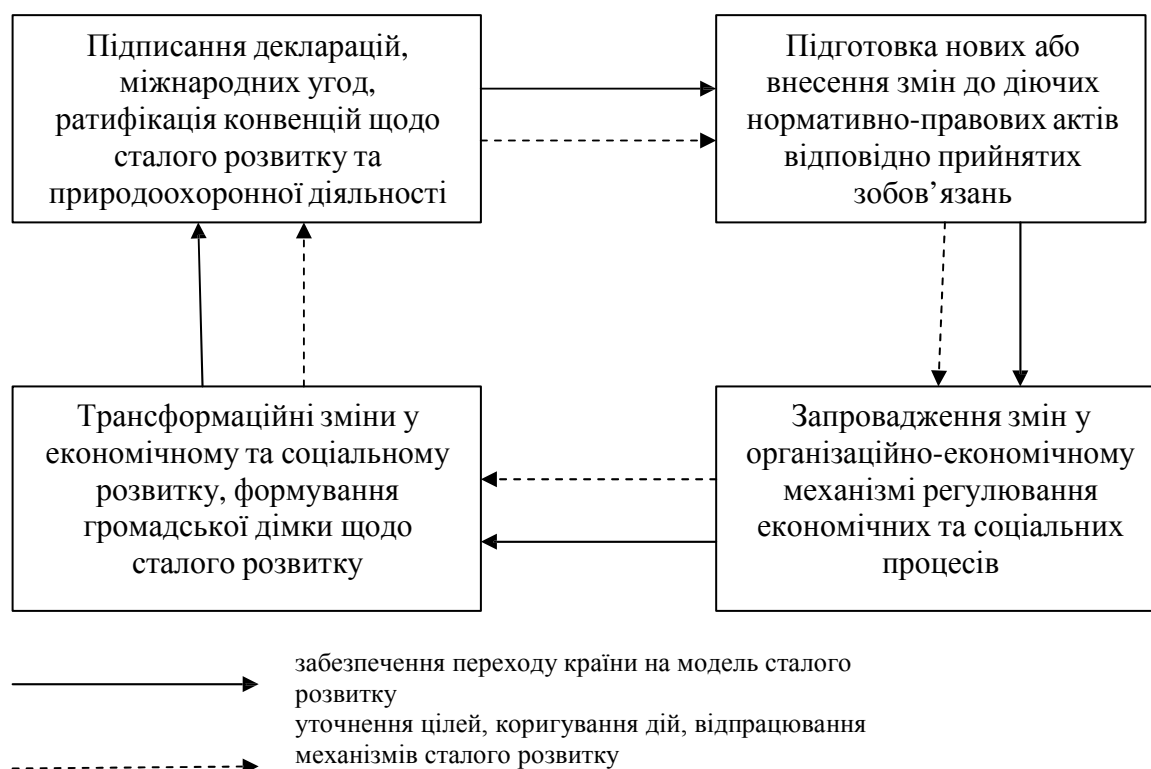 Підписання декларацій,
міжнародних угод,
ратифікація конвенцій щодо
сталого розвитку та
природоохоронної діяльності
Підготовка нових або
внесення змін до діючих
нормативно-правових актів
відповідно прийнятих
зобов’язань
Трансформаційні зміни у
економічному та соціальному
розвитку, формування
громадської дімки щодо
сталого розвитку
Запровадження змін у
організаційно-економічному
механізмі регулювання
економічних та соціальних
процесів
забезпечення переходу країни на модель сталого
розвитку
уточнення цілей, коригування дій, відпрацювання
механізмів сталого розвитку